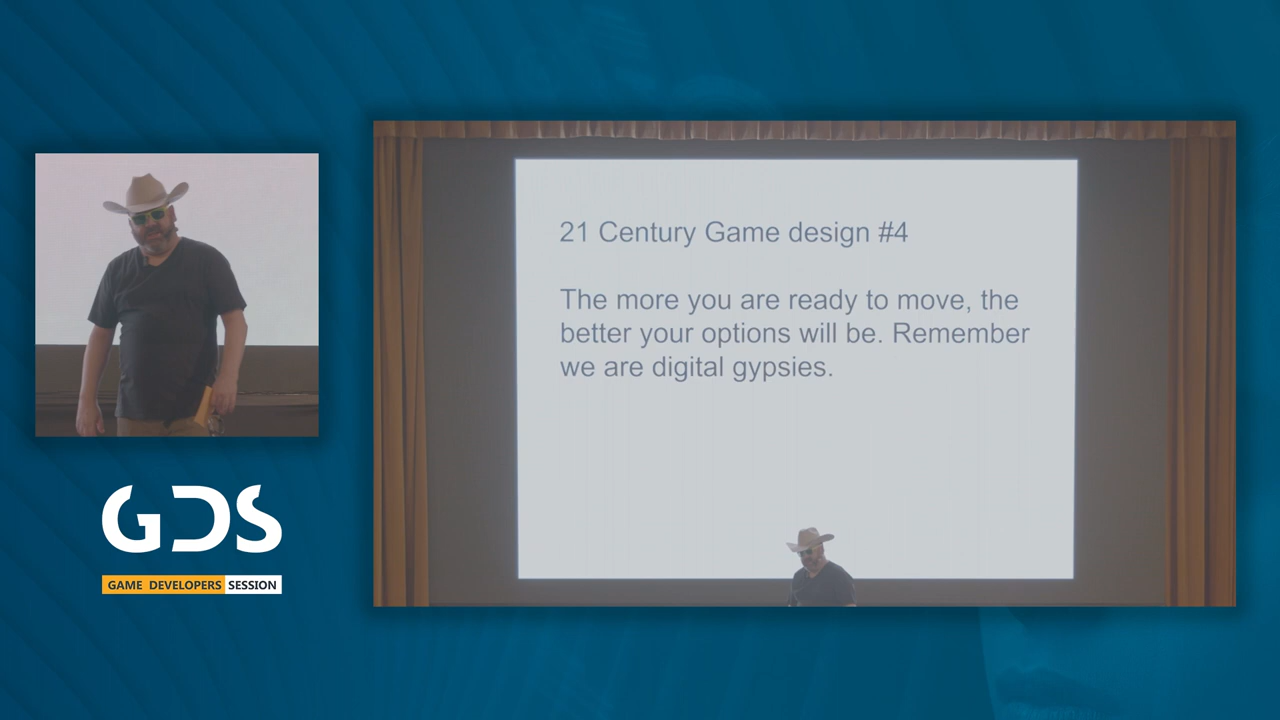 21 Century Game design #4
The more you are ready to move, the
better your options will be. Remember
we are digital gypsies.
GDS
GAME DEVELOPERS SESSION